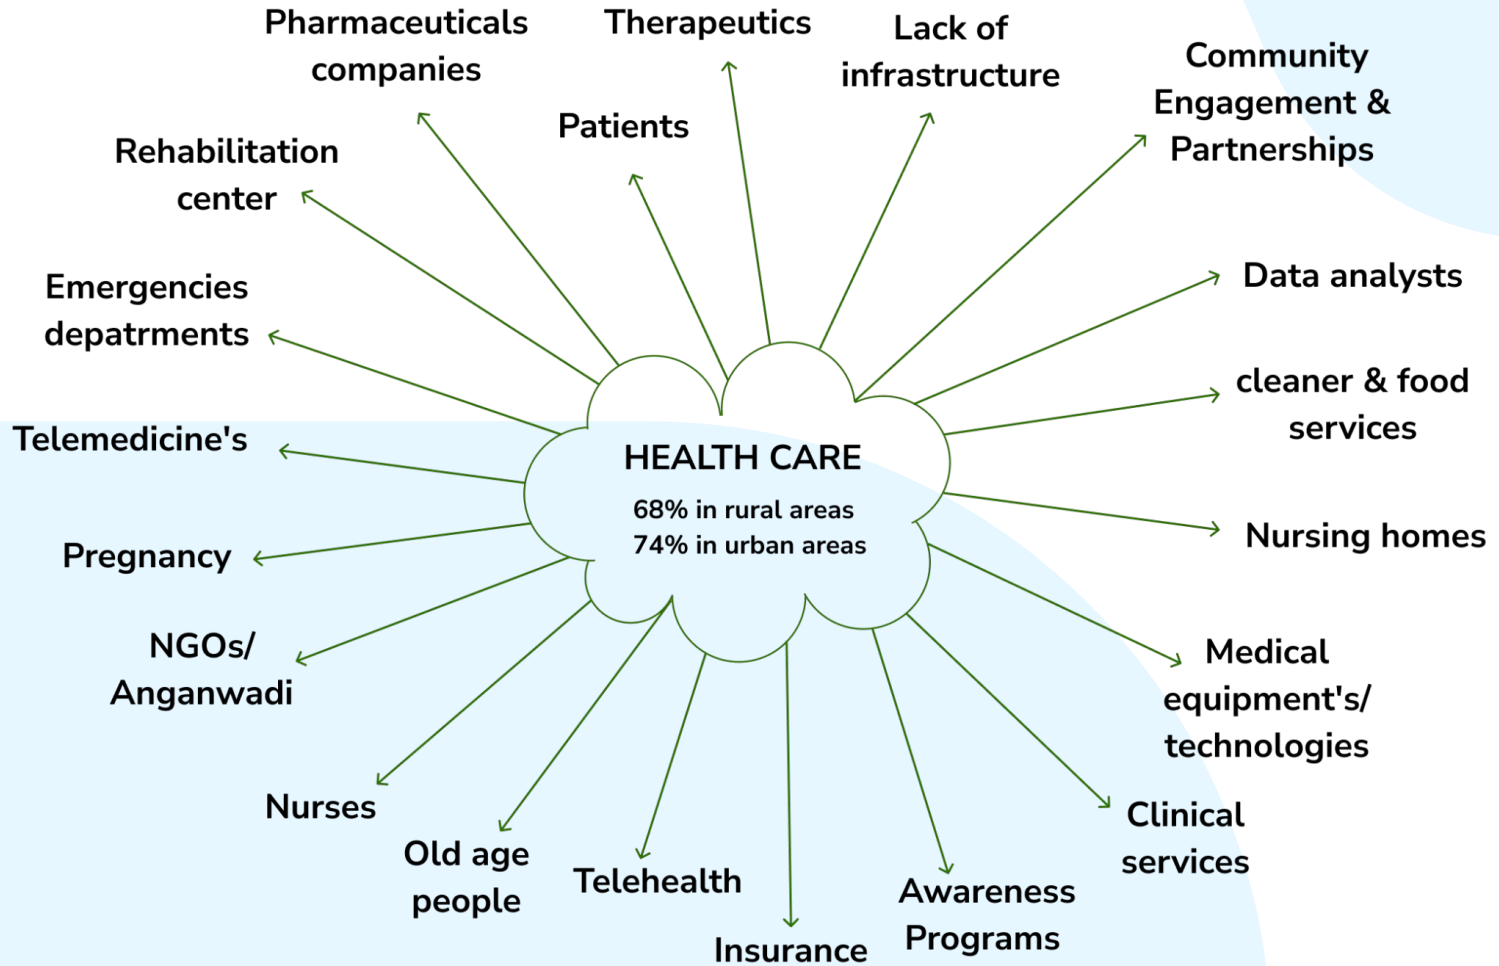 Pharmaceuticals
companies
Therapeutics
Lack of
infrastructure
Community
Engagement &
Partnerships
Patients
Rehabilitation
center
Data analysts
Emergencies
depatrments
cleaner & food
services
Telemedicine's
HEALTH CARE
68% in rural areas
74% in urban areas
Nursing homes
Pregnancy
NGOs/
Anganwadi
Medical
equipment's/
technologies
Nurses
Clinical
services
Old age
people
Telehealth
Awareness
Programs
Insurance